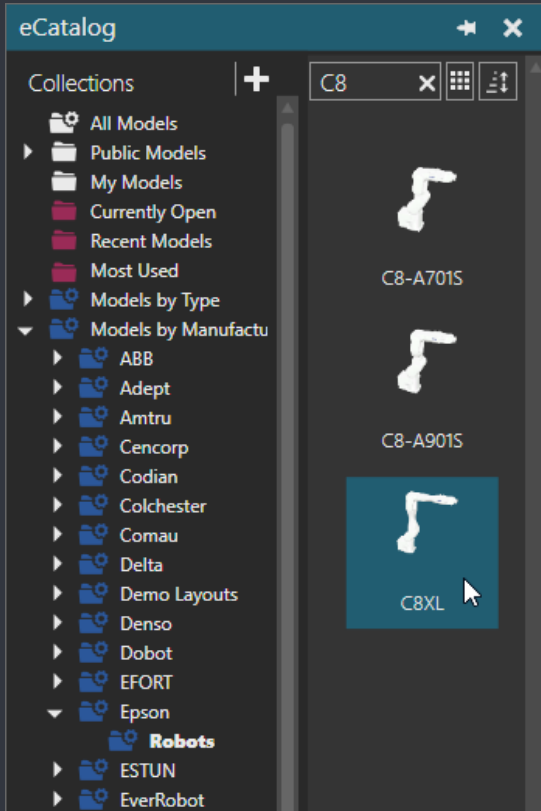 eCatalog
Collections
All Models
Public Models
My Models
Currently Open
Recent Models
Most Used
Models by Type
Models by Manufactu
ABB
Adept
Amtru
Cencorp
Codian
Colchester
Comau
Delta
Demo Layouts
Denso
Dobot
EFORT
Epson
Robots
ESTUN
EverRobot
C8
C8-A701S
C8-A901S
C8XL